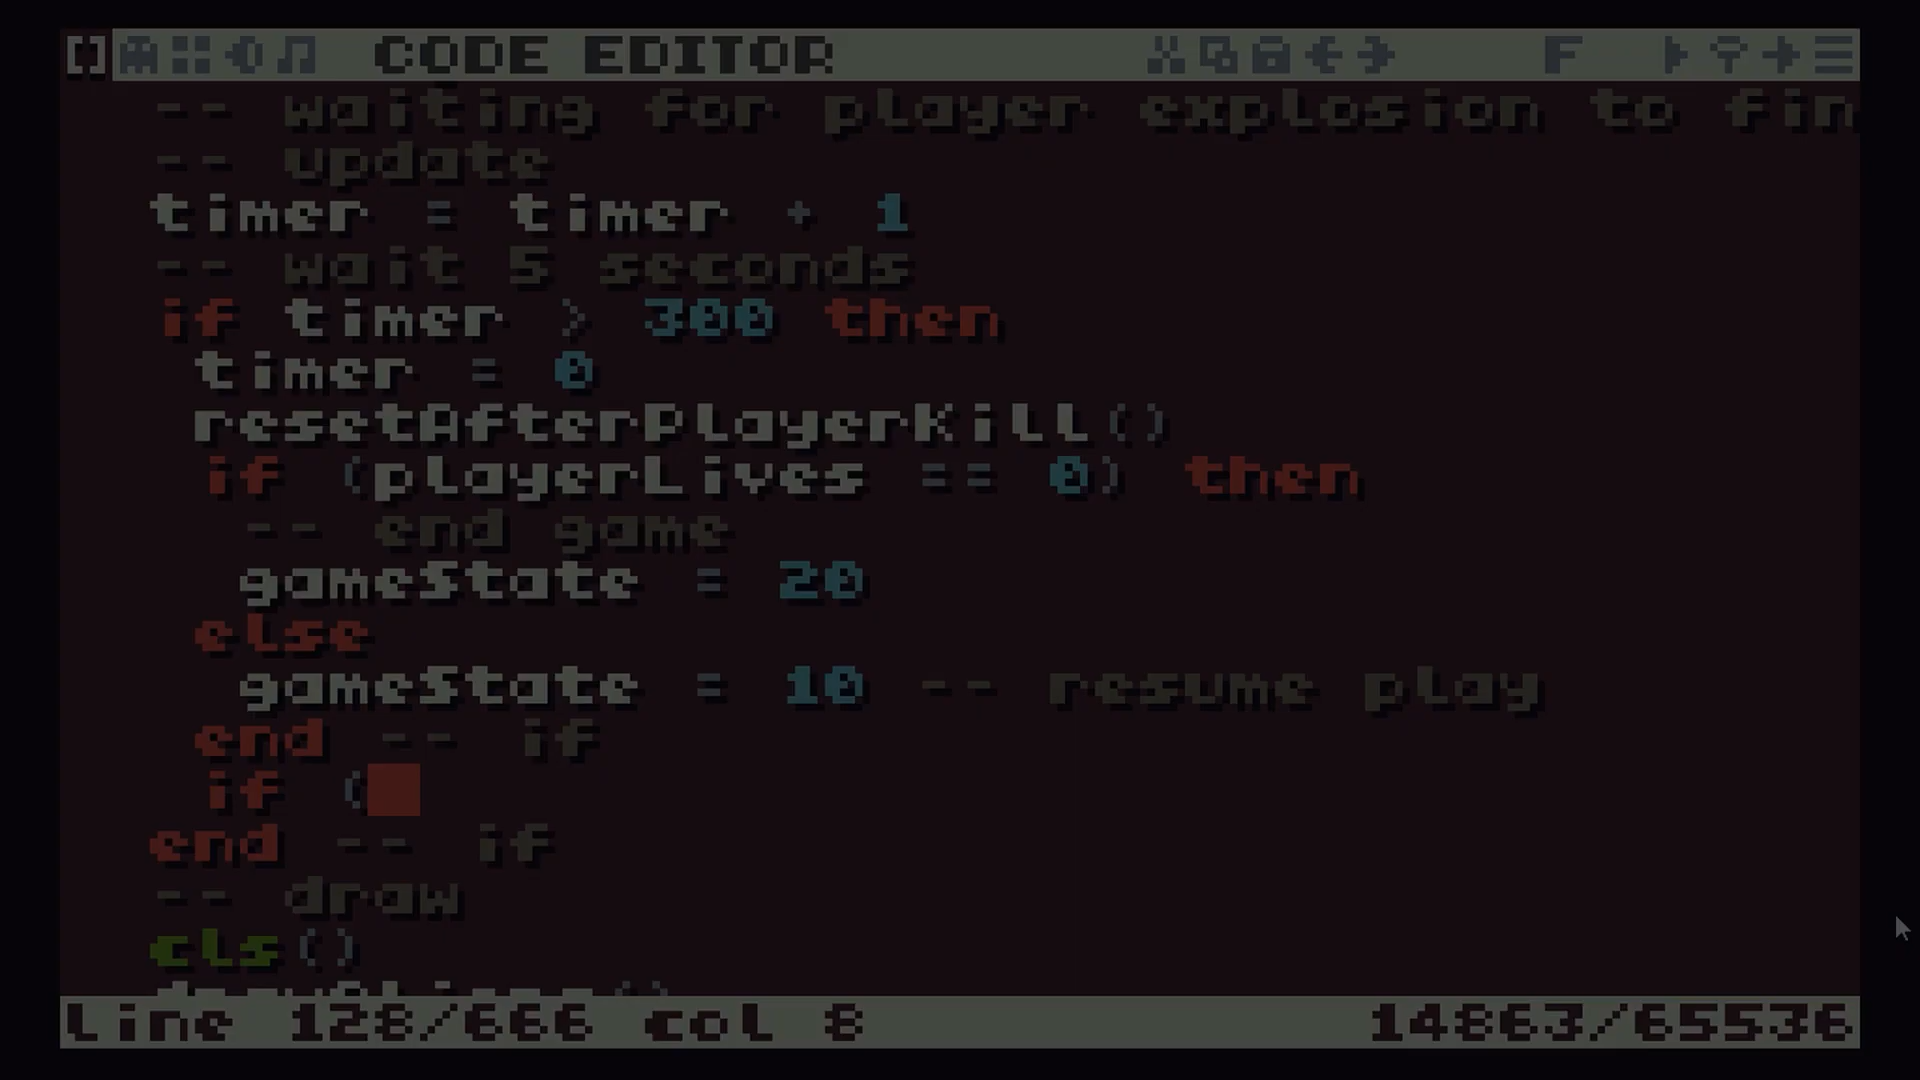 CODE EDITOR F
-- waiting for player explosion to fin
-- update
timer = timer + 1
-- wait 5 seconds
if timer > 300 then
timer = 0
resetAfterPlayerKill()
if (playerLives == 0) then
-- end game
gameState = 20
else
gameState = 10 -- resume play
end -- if
if (
end -- if
-- draw
cls()
line 128/666 col 8 14863/65536